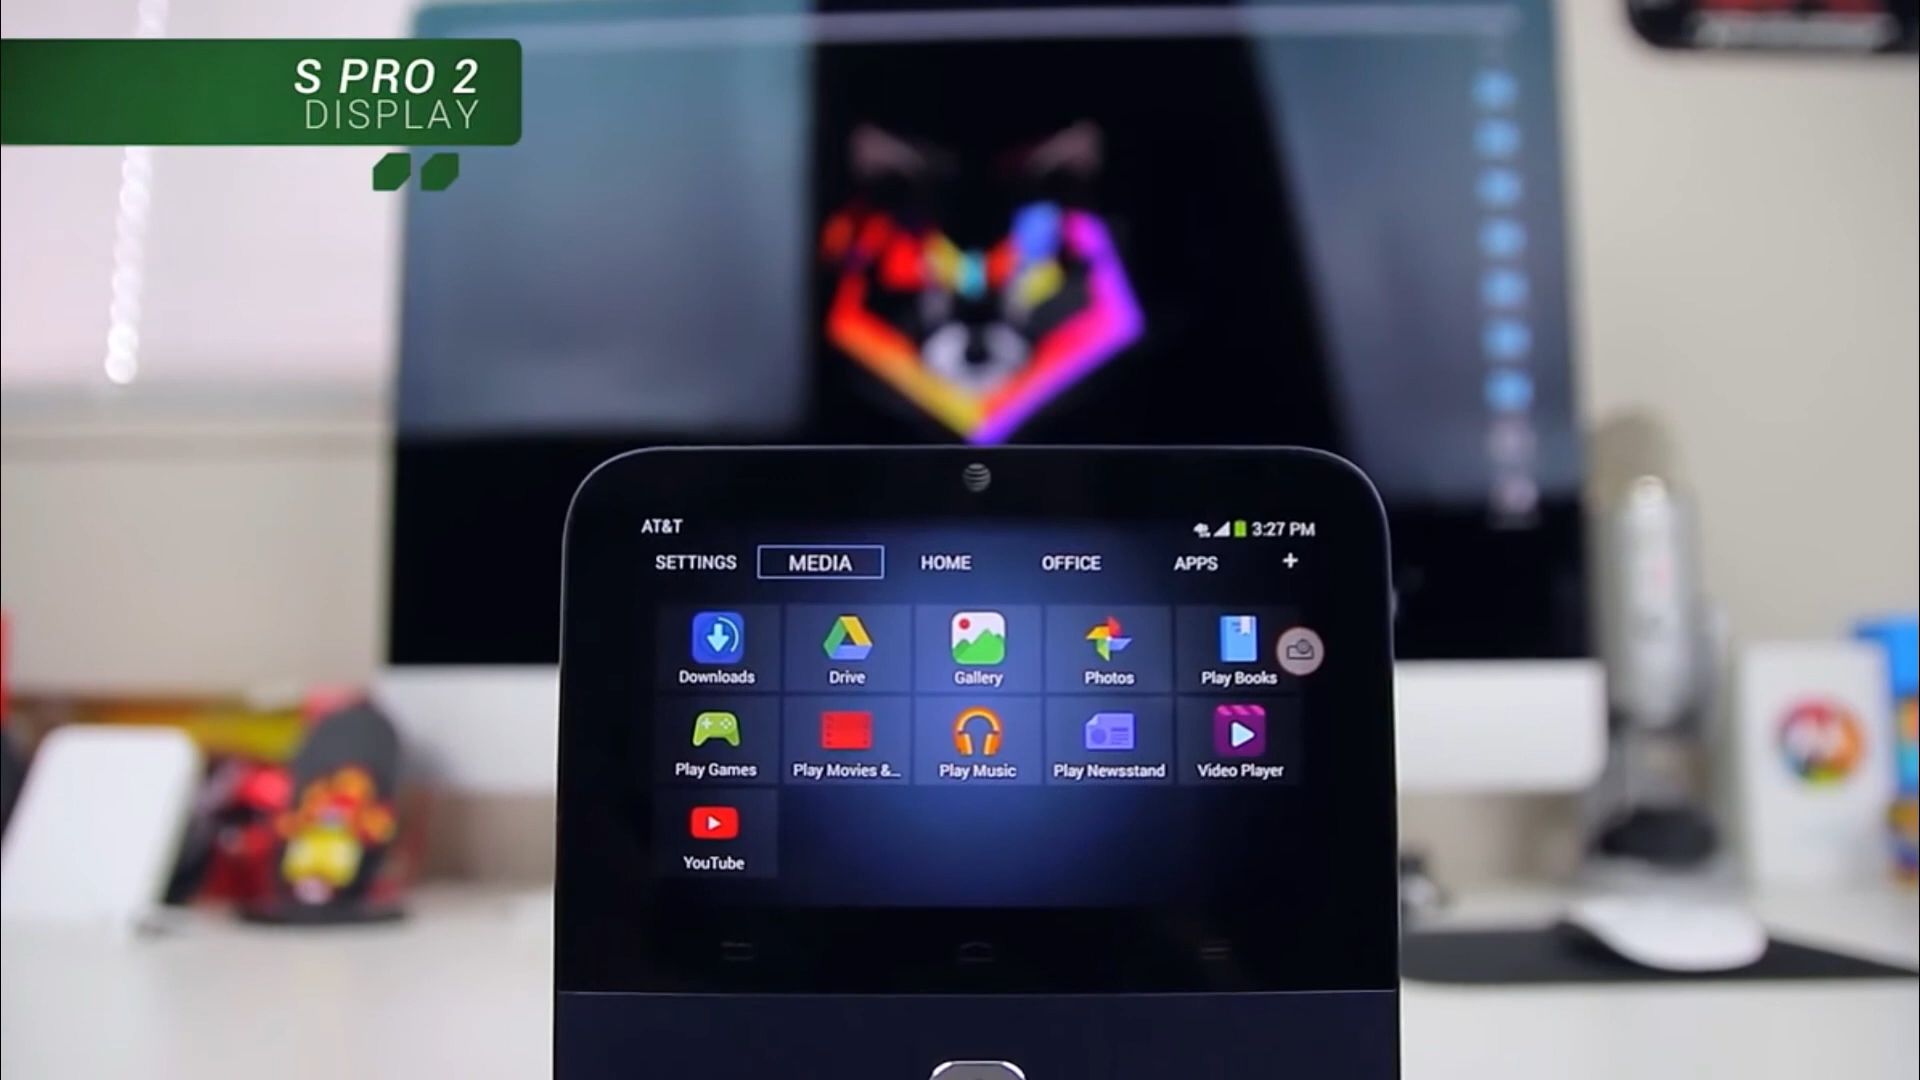 S PRO 2
DISPLAY
AT&T
3:27 PM
SETTINGS
MEDIA
HOME
OFFICE
APPS
+
Downloads
Drive
Gallery
Photos
Play Books
Play Games
Play Movies &...
Play Music
Play Newsstand
Video Player
YouTube